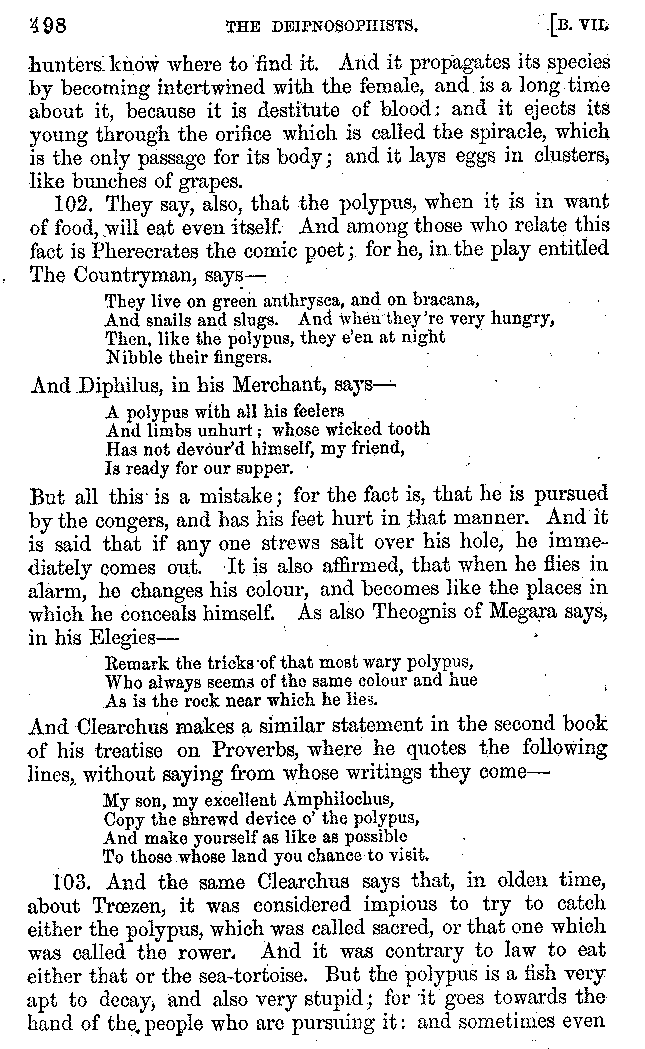 498 THE DEIPNOSOPHISTS. [B. VII.
hunters know where to find it. And it propagates its species
by becoming intertwined with the female, and is a long time
about it, because it is destitute of blood: and it ejects its
young through the orifice which is called the spiracle, which
is the only passage for its body; and it lays eggs in clusters,
like bunches of grapes.
102. They say, also, that the polypus, when it is in want
of food, will eat even itself. And among those who relate this
fact is Pherecrates the comic poet; for he, in the play entitled
The Countryman, says—
They live on green anthrysca, and on bracana,
And snails and slugs. And when they're very hungry,
Then, like the polypus, they e'en at night
Nibble their fingers.
And Diphilus, in his Merchant, says—
A polypus with all his feelers
And limbs unhurt; whose wicked tooth
Has not devour'd himself, my friend,
Is ready for our supper.
But all this is a mistake; for the fact is, that he is pursued
by the congers, and has his feet hurt in that manner. And it
is said that if any one strews salt over his hole, he imme-
diately comes out. It is also affirmed, that when he flies in
alarm, he changes his colour, and becomes like the places in
which he conceals himself. As also Theognis of Megara says,
in his Elegies—
Remark the tricks of that most wary polypus,
Who always seems of the same colour and hue
As is the rock near which he lies.
And Clearchus makes a similar statement in the second book
of his treatise on Proverbs, where he quotes the following
lines, without saying from whose writings they come—
My son, my excellent Amphilochus,
Copy the shrewd device o' the polypus,
And make yourself as like as possible
To those whose land you chance to visit.
103. And the same Clearchus says that, in olden time,
about Trœzen, it was considered impious to try to catch
either the polypus, which was called sacred, or that one which
was called the rower. And it was contrary to law to eat
either that or the sea-tortoise. But the polypus is a fish very
apt to decay, and also very stupid; for it goes towards the
hand of the people who are pursuing it: and sometimes even